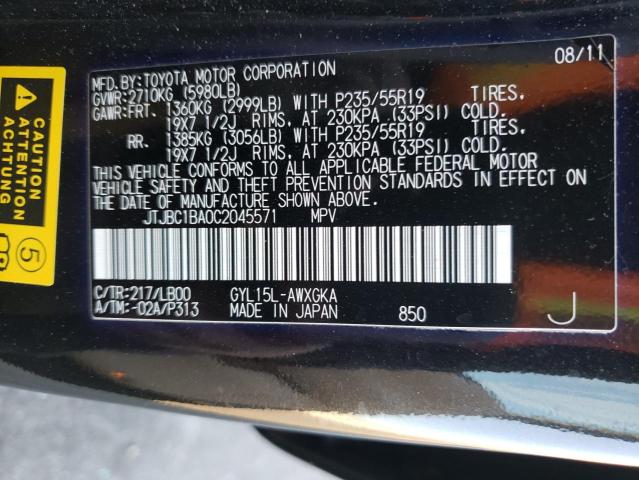 08/11
MFD.BY:TOYOTA MOTOR CORPORATION
GVWR:2710KG (5980LB)
GAWR:FRT. 1360KG (2999LB) WITH P235/55R19 TIRES,
19X7 1/2J RIMS, AT 230KPA (33PSI) COLD.
RR. 1385KG (3056LB) WITH P235/55R19 TIRES,
19X7 1/2J RIMS, AT 230KPA (33PSI) COLD.
THIS VEHICLE CONFORMS TO ALL APPLICABLE FEDERAL MOTOR
VEHICLE SAFETY AND THEFT PREVENTION STANDARDS IN EFFECT ON
THE DATE OF MANUFACTURE SHOWN ABOVE.
JTJBC1BA0C2045571 MPV
C/TR:217/LB00 GYL15L-AWXGKA
A/TM:-02A/P313 MADE IN JAPAN 850 J
CAUTION
ACHTUNG
ATTENTION
5